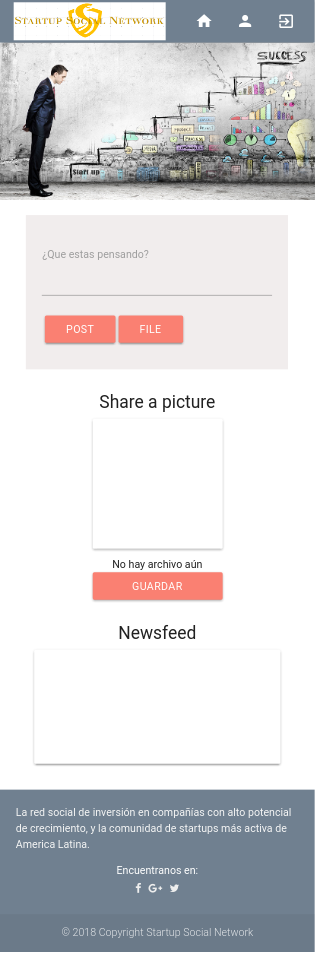 Startup Social Network
SUCCESS
Start up
¿Que estas pensando?
POST
FILE
Share a picture
No hay archivo aún
GUARDAR
Newsfeed
La red social de inversión en compañías con alto potencial
de crecimiento, y la comunidad de startups más activa de
America Latina.
Encuentranos en:
© 2018 Copyright Startup Social Network